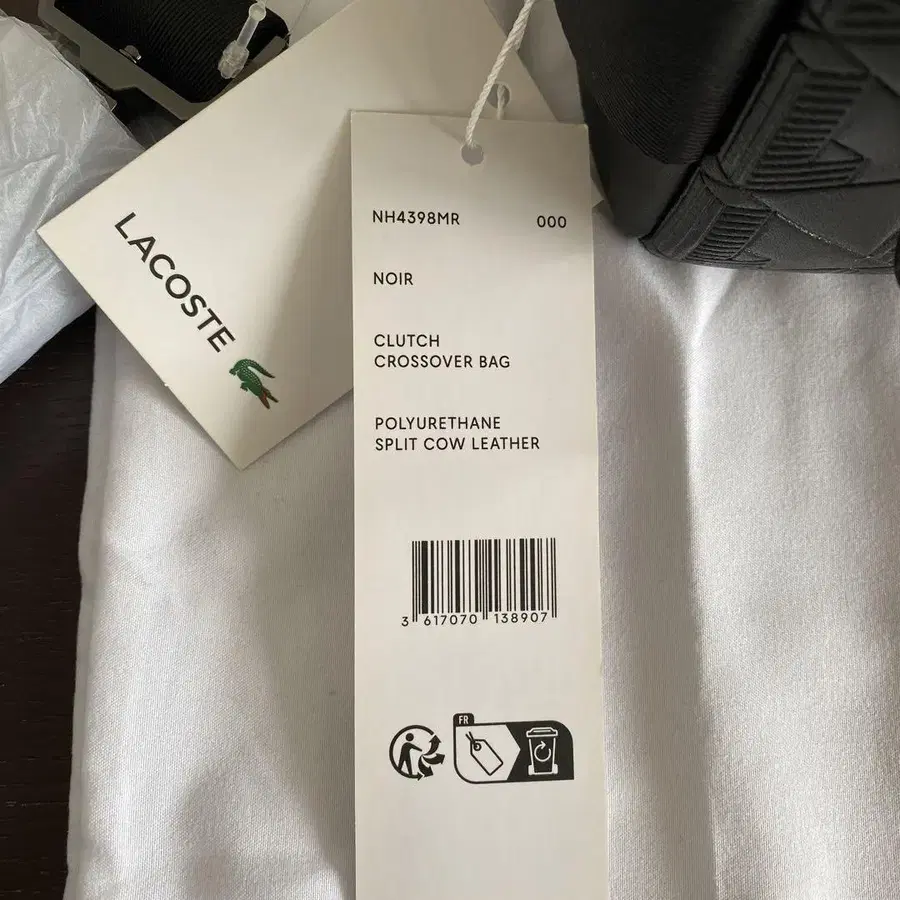 LACOSTE
NH4398MR 000
NOIR
CLUTCH
CROSSOVER BAG
POLYURETHANE
SPLIT COW LEATHER
3 617070 138907
FR